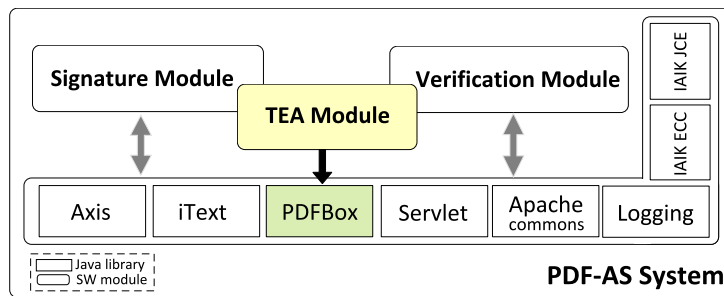 Signature Module
Verification Module
TEA Module
IAIK JCE
IAIK ECC
Axis
iText
PDFBox
Servlet
Apache
commons
Logging
Java library
SW module
PDF-AS System